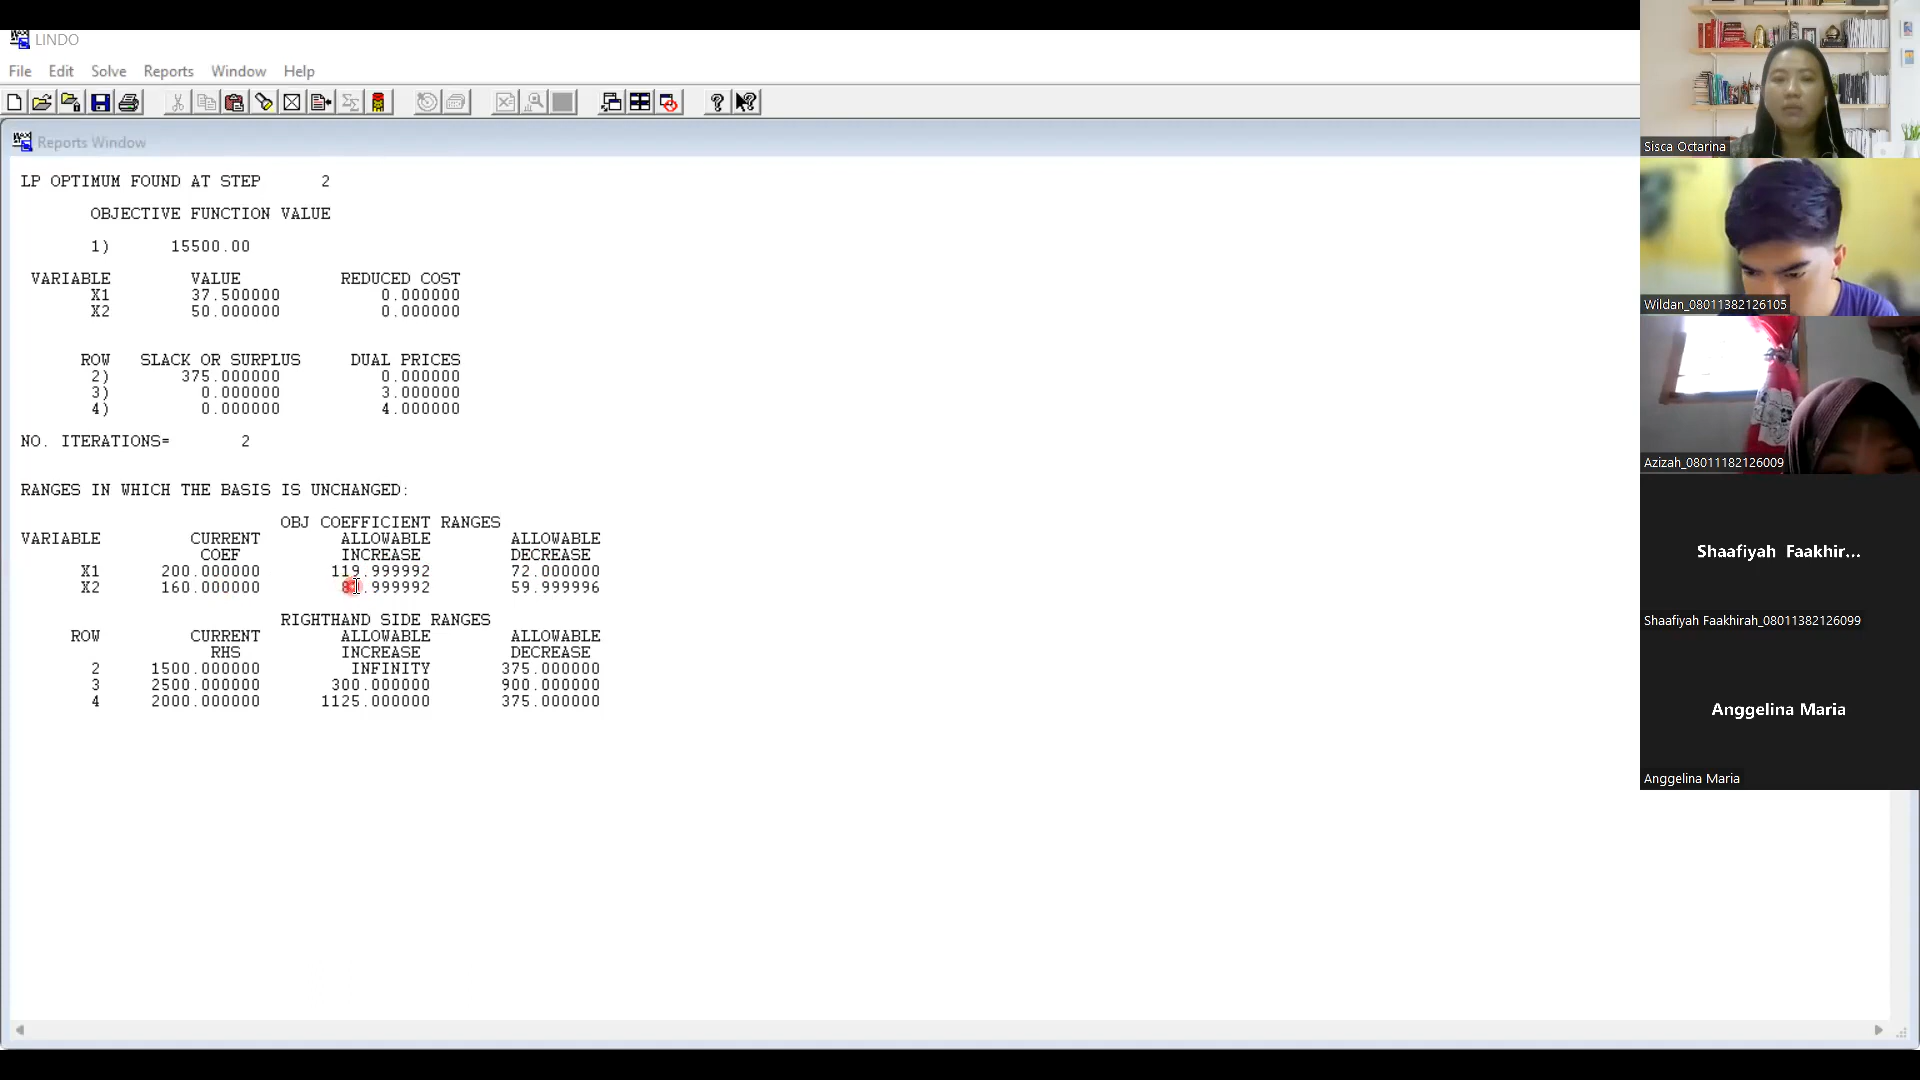 LINDO
File Edit Solve Reports Window Help
Reports Window
LP OPTIMUM FOUND AT STEP 2
OBJECTIVE FUNCTION VALUE
1) 15500.00
VARIABLE VALUE REDUCED COST
X1 37.500000 0.000000
X2 50.000000 0.000000
ROW SLACK OR SURPLUS DUAL PRICES
2) 375.000000 0.000000
3) 0.000000 3.000000
4) 0.000000 4.000000
NO. ITERATIONS= 2
RANGES IN WHICH THE BASIS IS UNCHANGED:
OBJ COEFFICIENT RANGES
VARIABLE CURRENT ALLOWABLE ALLOWABLE
COEF INCREASE DECREASE
X1 200.000000 119.999992 72.000000
X2 160.000000 59.999996
RIGHTHAND SIDE RANGES
ROW CURRENT ALLOWABLE ALLOWABLE
RHS INCREASE DECREASE
2 1500.000000 INFINITY 375.000000
3 2500.000000 300.000000 900.000000
4 2000.000000 1125.000000 375.000000
Sisca Octarina
Wildan_08011382126105
Azizah_08011182126009
Shaafiyah Faakhir...
Shaafiyah Faakhirah_08011382126099
Anggelina Maria
Anggelina Maria